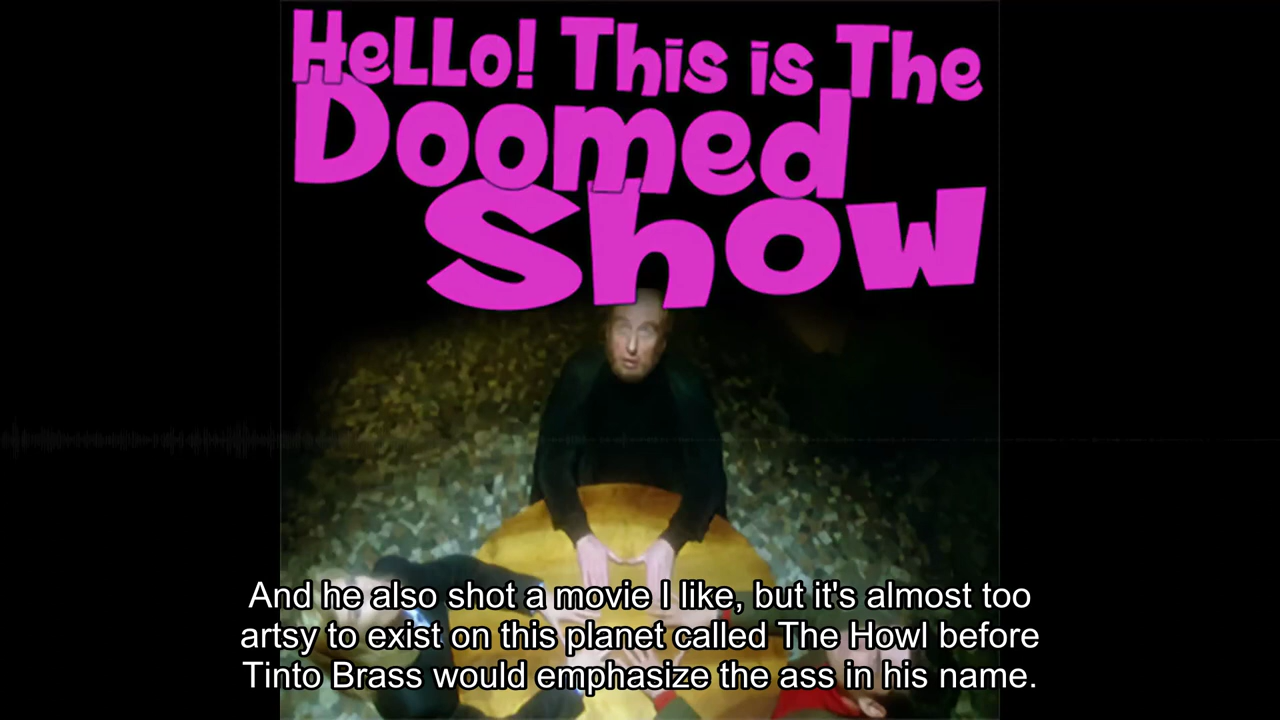 HeLLo! This is The
Doomed
Show
And he also shot a movie I like, but it's almost too
artsy to exist on this planet called The Howl before
Tinto Brass would emphasize the ass in his name.